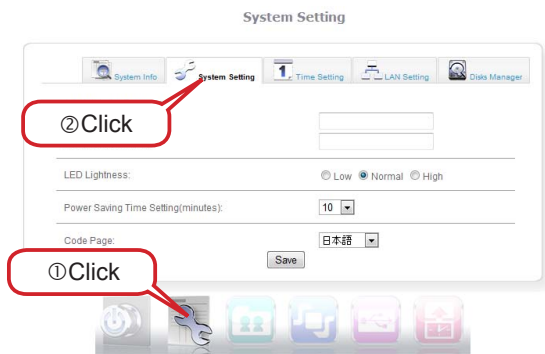 System Setting
System Info System Setting 1. Time Setting LAN Setting Disks Manager
②Click
LED Lightness: Low Normal High
Power Saving Time Setting(minutes): 10
Code Page: 日本語
Save
①Click